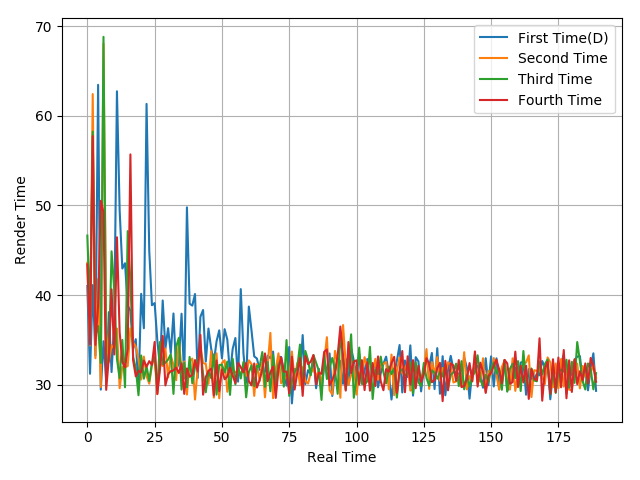 70
60
50
40
30
Render Time
0
25
50
75
100
125
150
175
Real Time
First Time(D)
Second Time
Third Time
Fourth Time